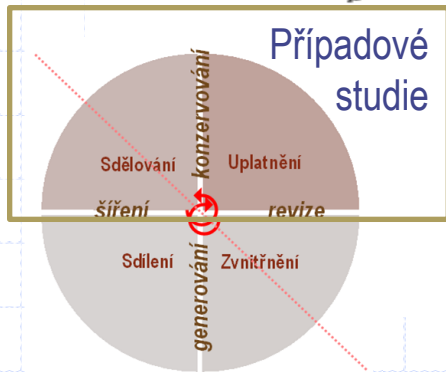 Případové
studie
konzervování
Sdělování
Uplatnění
šíření
revize
Sdílení
Zvnitřnění
generování